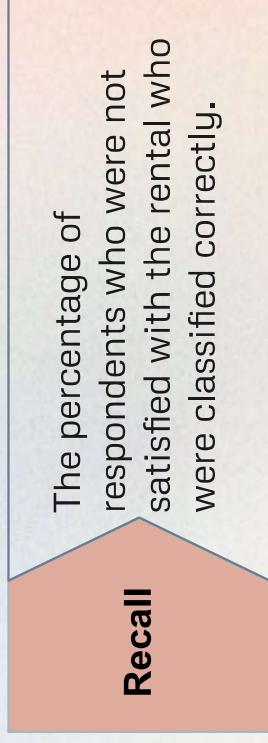 Recall
The percentage of
respondents who were not
satisfied with the rental who
were classified correctly.